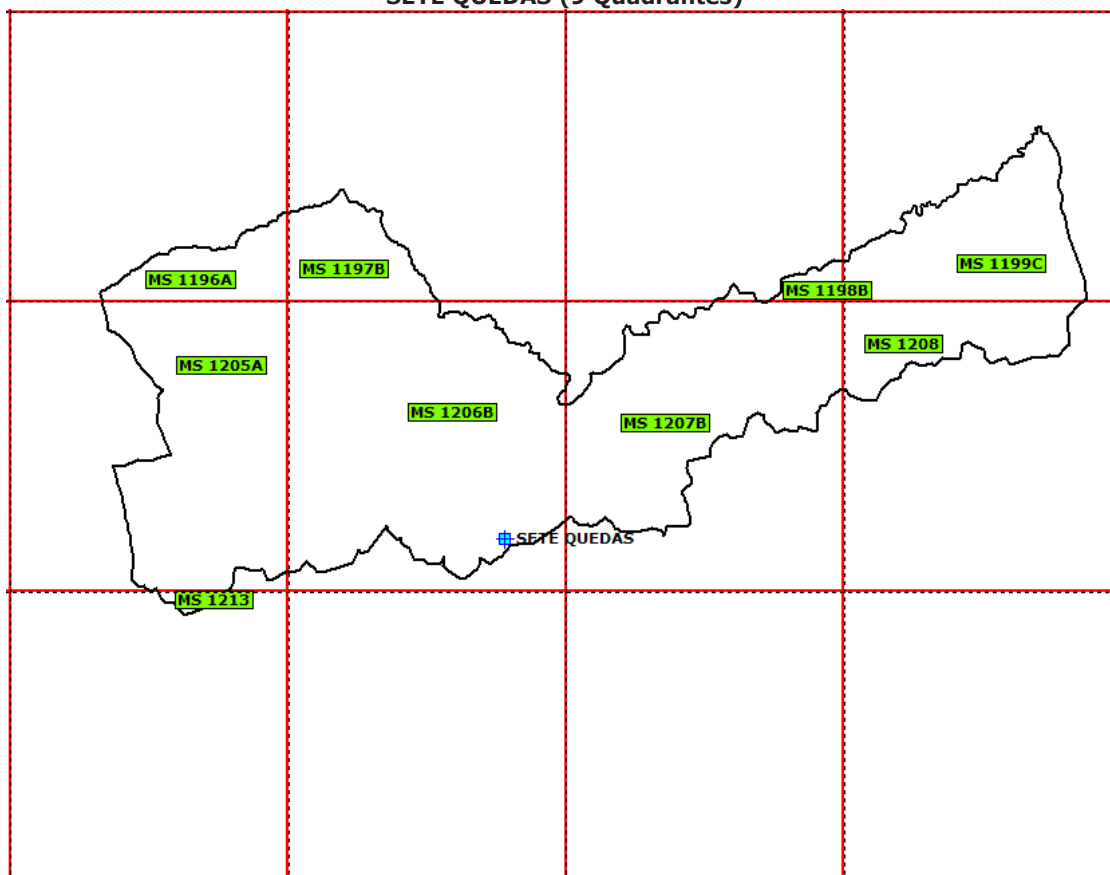 SETE QUEDAS (9 Quadrantes)
MS 1199C
MS 1197B
MS 1196A
MS 1198B
MS 1208
MS 1205A
MS 1206B
MS 1207B
SETE QUEDAS
MS 1213